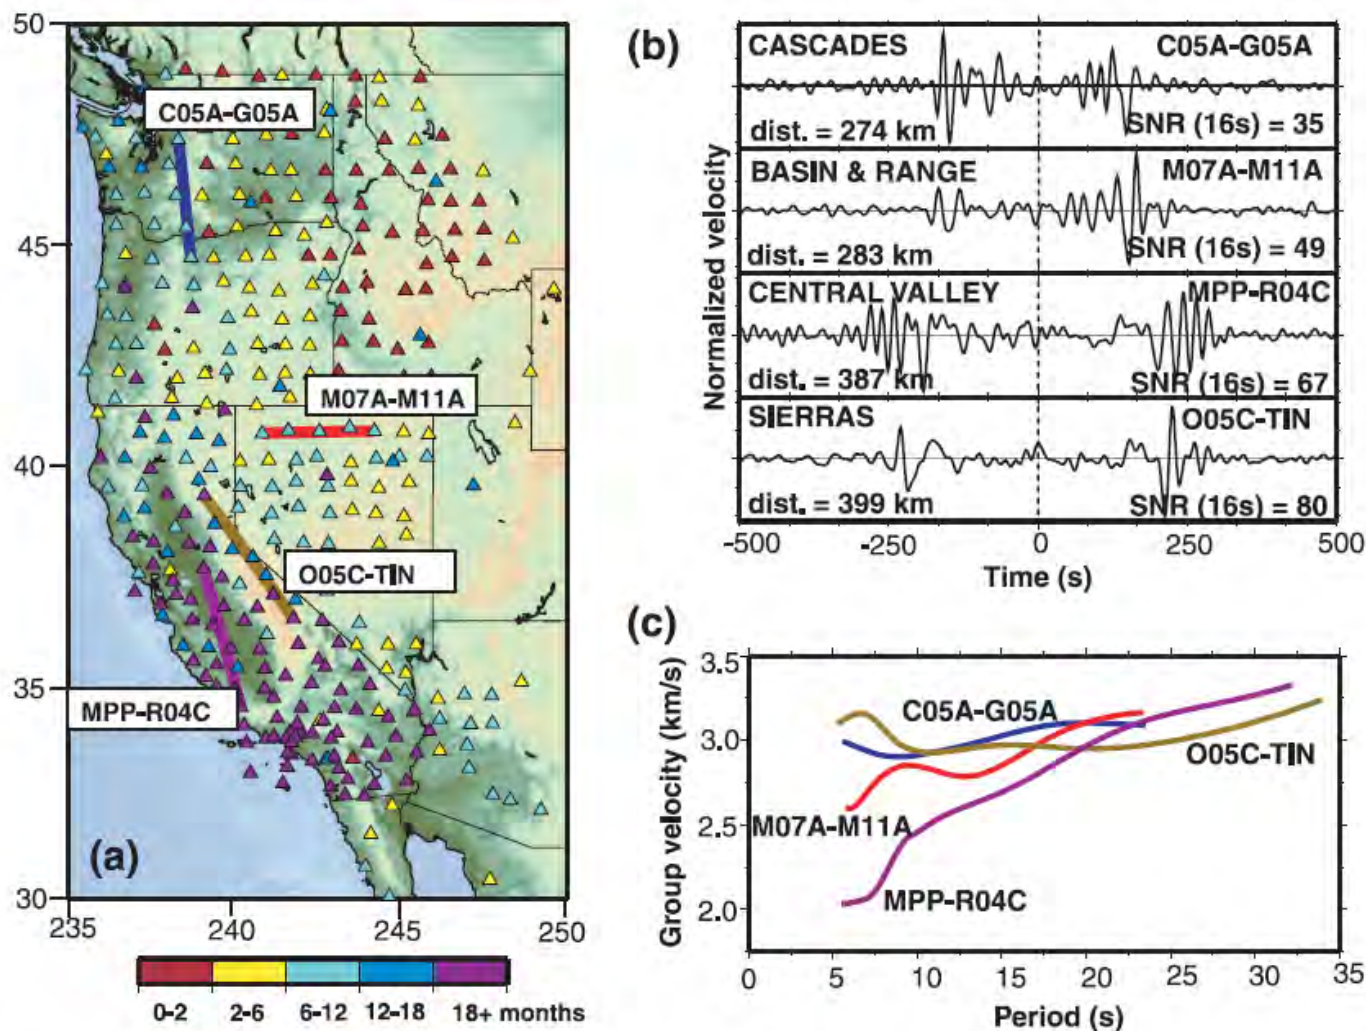 50
45
40
35
30
235
240
245
250
C05A-G05A
M07A-M11A
O05C-TIN
MPP-R04C
(a)
0-2
2-6
6-12
12-18
18+ months
(b)
Normalized velocity
CASCADES
C05A-G05A
dist. = 274 km
SNR (16s) = 35
BASIN & RANGE
M07A-M11A
dist. = 283 km
SNR (16s) = 49
CENTRAL VALLEY
MPP-R04C
dist. = 387 km
SNR (16s) = 67
SIERRAS
O05C-TIN
dist. = 399 km
SNR (16s) = 80
-500
-250
0
250
500
Time (s)
(c)
Group velocity (km/s)
3.5
3.0
2.5
2.0
C05A-G05A
O05C-TIN
M07A-M11A
MPP-R04C
0
5
10
15
20
25
30
35
Period (s)